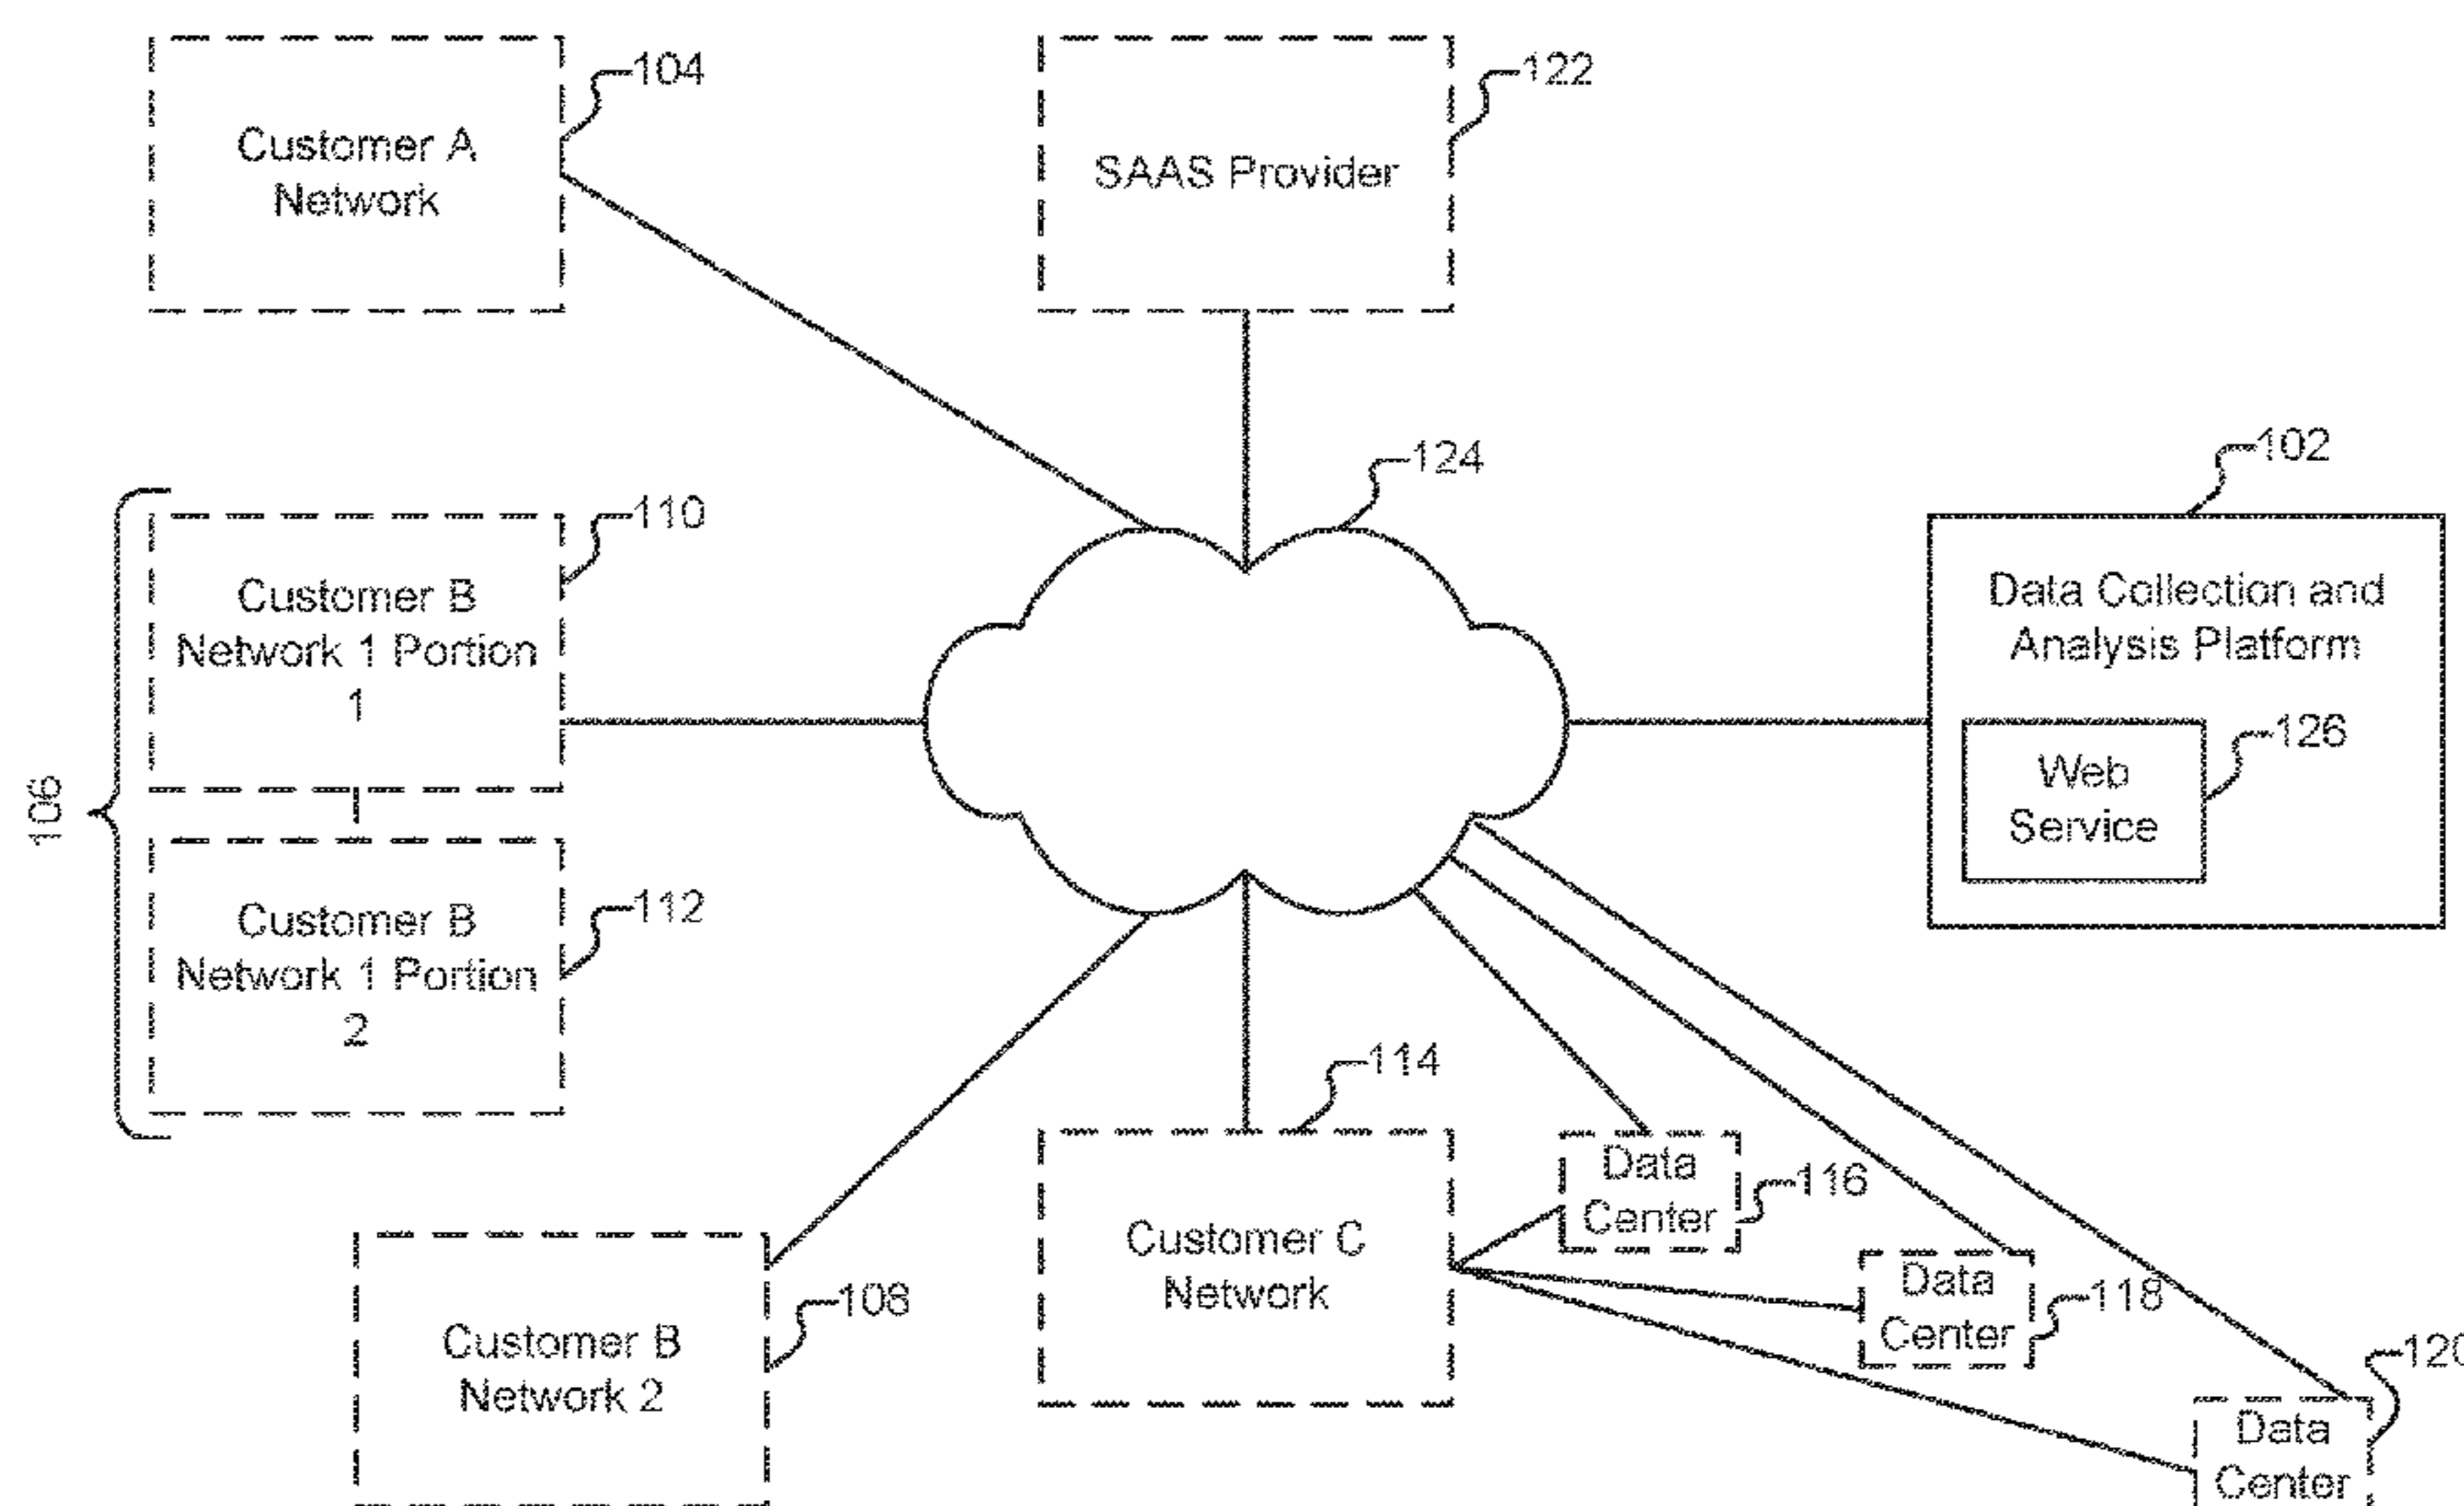 Customer A
Network
104
SAAS Provider
122
106
Customer B
Network 1 Portion
1
110
124
102
Data Collection and
Analysis Platform
Web
Service
126
Customer B
Network 1 Portion
2
112
114
Customer C
Network
Data
Center
116
Data
Center
118
Customer B
Network 2
108
Data
Center
120